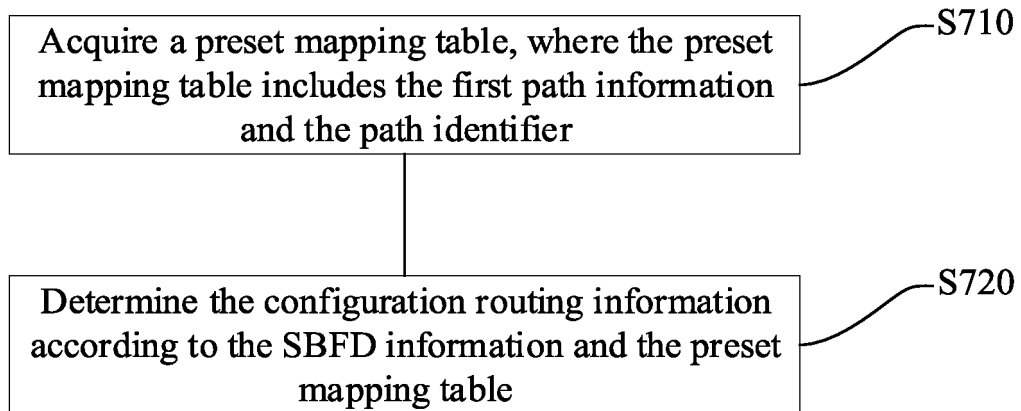 Acquire a preset mapping table, where the preset
mapping table includes the first path information
and the path identifier
S710
Determine the configuration routing information
according to the SBFD information and the preset
mapping table
S720